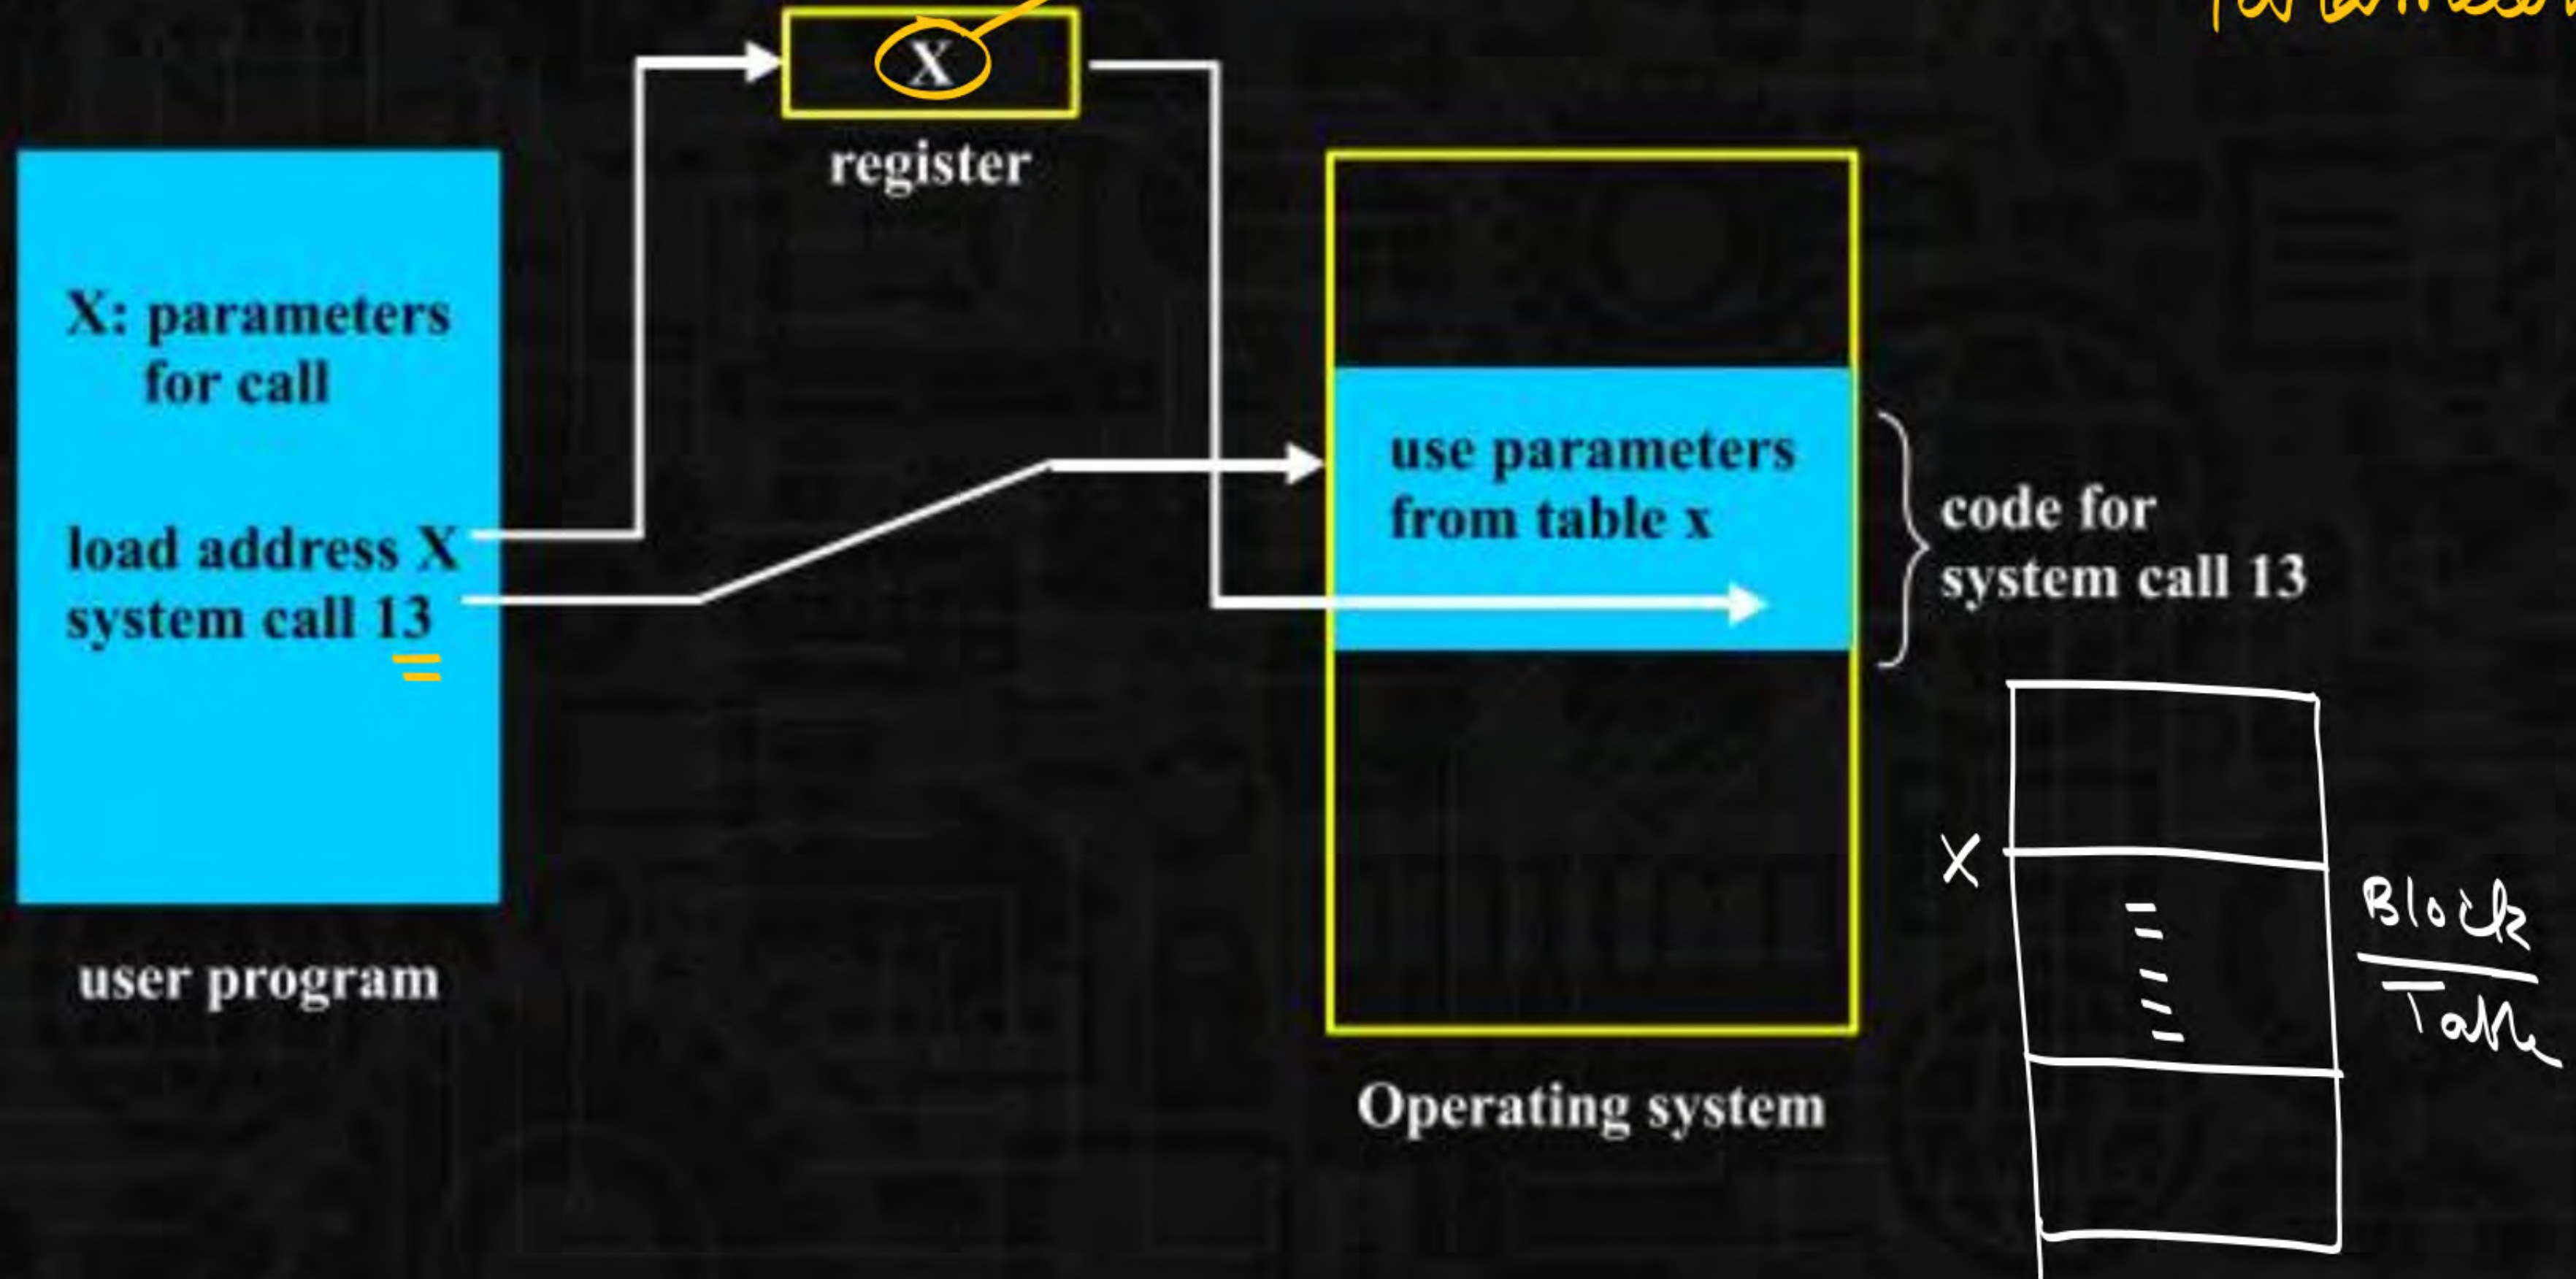 X
register
X: parameters
for call
load address X
system call 13
user program
use parameters
from table x
code for
system call 13
Operating system
X
Block
Table